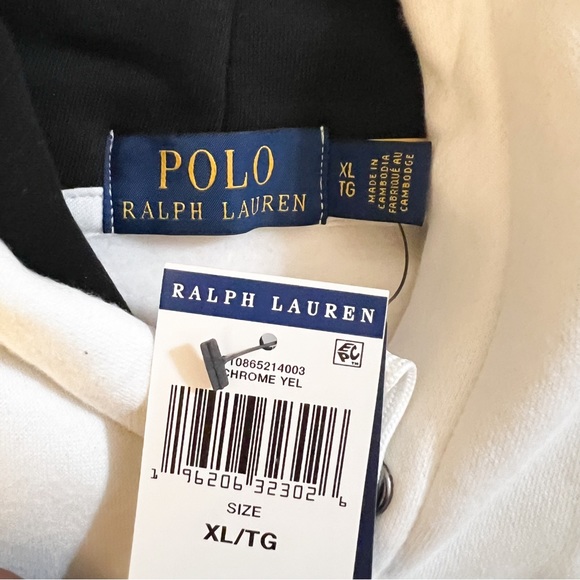 POLO
RALPH LAUREN
XL
TG
MADE IN
CAMBODIA
FABRIQUÉ AU
CAMBODGE
RALPH LAUREN
EPC™
10865214003
CHROME YEL
SIZE
1 96206 32302 6
XL/TG